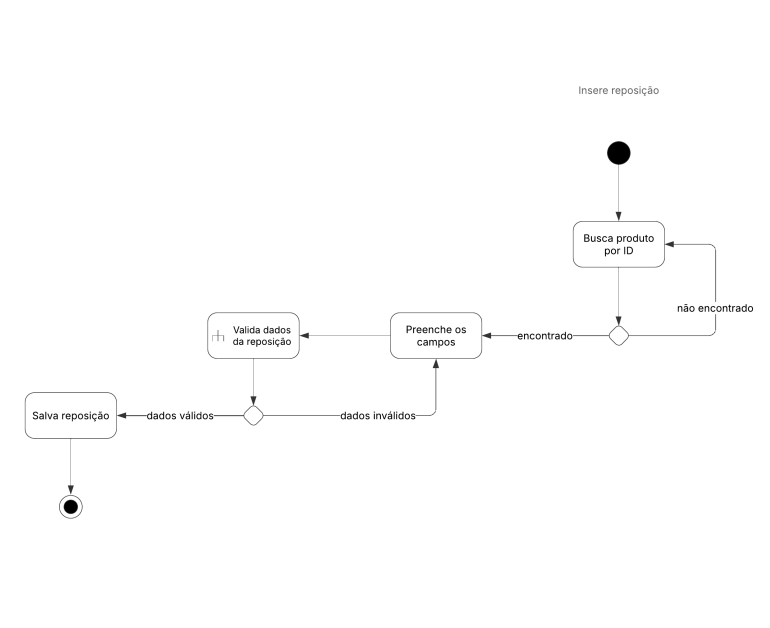 Insere reposição
Busca produto
por ID
não encontrado
encontrado
Preenche os
campos
Valida dados
da reposição
dados inválidos
dados válidos
Salva reposição